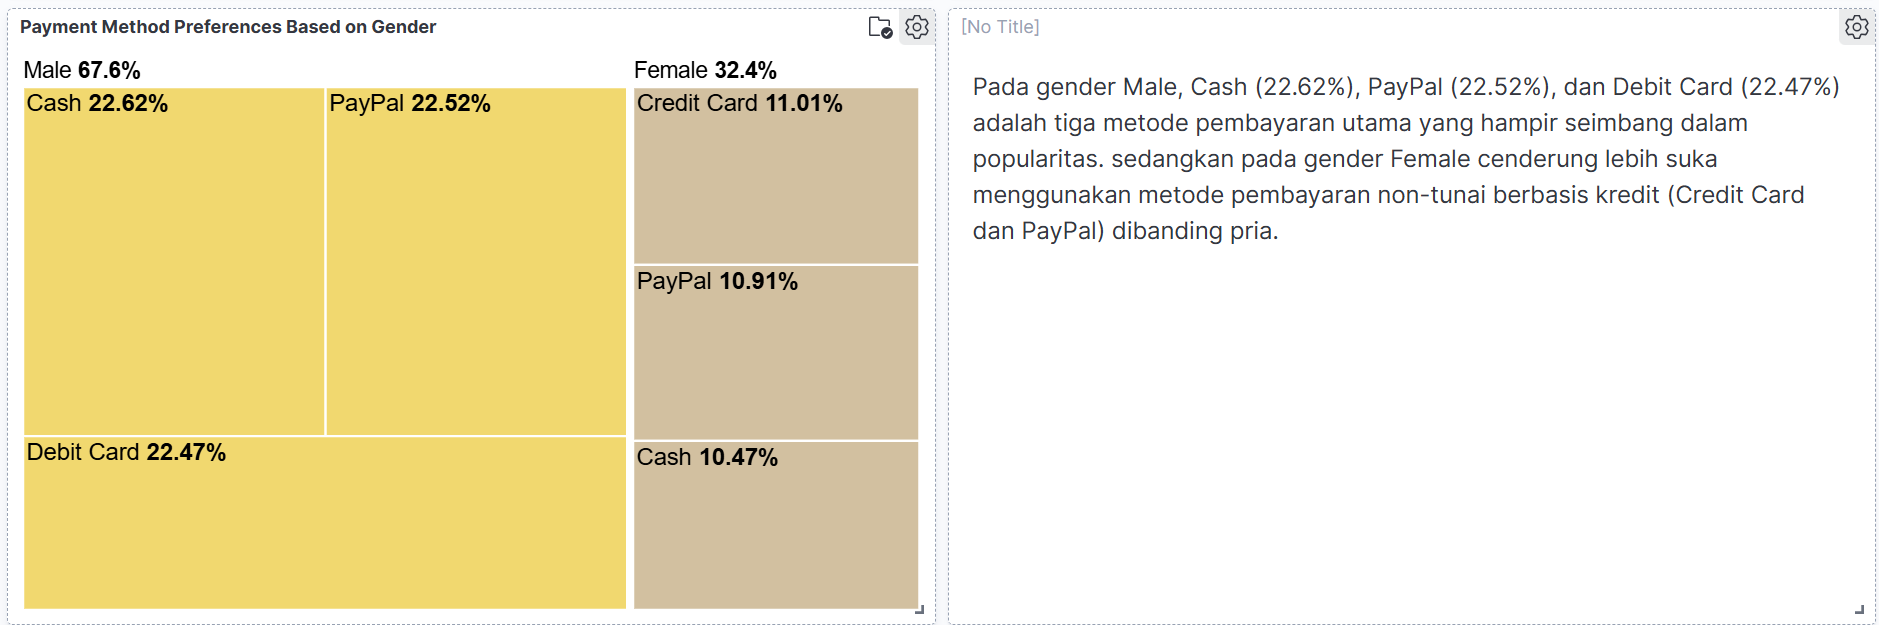 Payment Method Preferences Based on Gender
Male 67.6%
Cash 22.62%
PayPal 22.52%
Debit Card 22.47%
Female 32.4%
Credit Card 11.01%
PayPal 10.91%
Cash 10.47%
[No Title]
Pada gender Male, Cash (22.62%), PayPal (22.52%), dan Debit Card (22.47%)
adalah tiga metode pembayaran utama yang hampir seimbang dalam
popularitas. sedangkan pada gender Female cenderung lebih suka
menggunakan metode pembayaran non-tunai berbasis kredit (Credit Card
dan PayPal) dibanding pria.